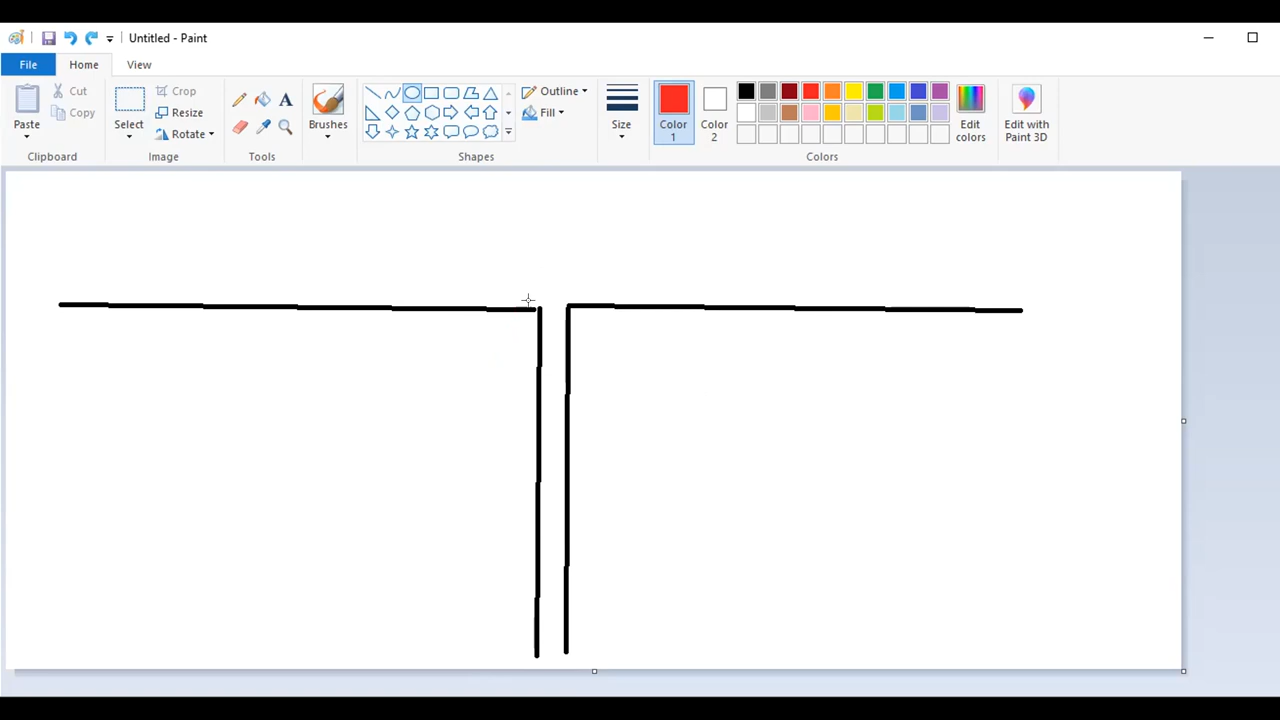 Untitled - Paint
File Home View
Cut
Copy
Paste
Clipboard
Crop
Resize
Rotate
Select
Image
Tools
Brushes
Outline
Fill
Shapes
Size
Color 1
Color 2
Edit colors
Colors
Edit with Paint 3D